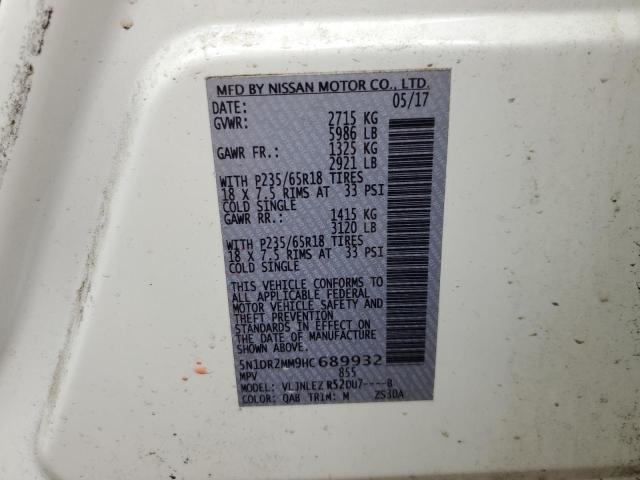 MFD BY NISSAN MOTOR CO., LTD.
DATE: 05/17
GVWR: 2715 KG
5986 LB
GAWR FR.: 1325 KG
2921 LB
WITH P235/65R18 TIRES
18 X 7.5 RIMS AT 33 PSI
COLD SINGLE
GAWR RR.: 1415 KG
3120 LB
WITH P235/65R18 TIRES
18 X 7.5 RIMS AT 33 PSI
COLD SINGLE
THIS VEHICLE CONFORMS TO
ALL APPLICABLE FEDERAL
MOTOR VEHICLE SAFETY AND
THEFT PREVENTION
STANDARDS IN EFFECT ON
THE DATE OF MANUFACTURE
SHOWN ABOVE.
5N1DR2MM9HC689932
MPV 855
MODEL: VLJNLEZ R52DU7----B
COLOR: QAB TRIM: M ZS3DA